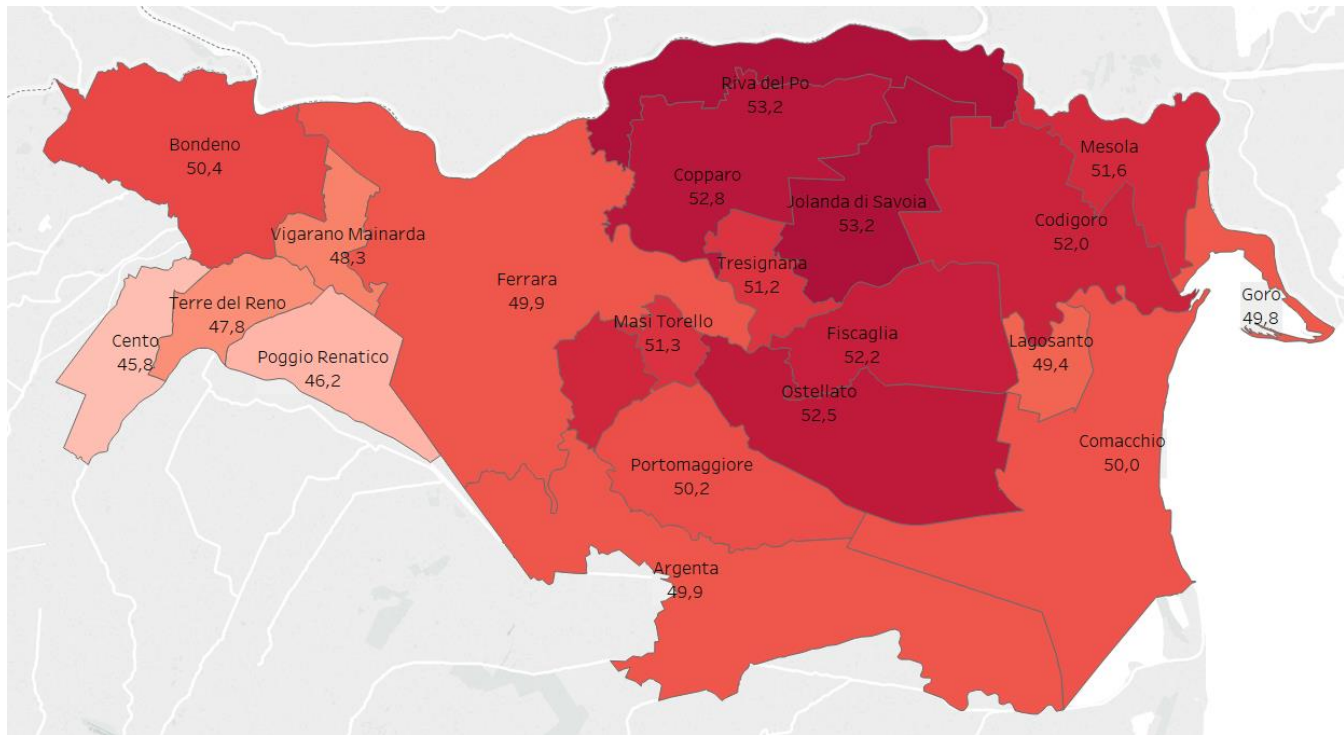 Riva del Po
53,2
Bondeno
50,4
Mesola
51,6
Copparo
52,8
Jolanda di Savoia
53,2
Codigoro
52,0
Vigarano Mainarda
48,3
Tresignana
51,2
Ferrara
49,9
Goro
49,8
Terre del Reno
47,8
Masi Torello
51,3
Fiscaglia
52,2
Lagosanto
49,4
Cento
45,8
Poggio Renatico
46,2
Ostellato
52,5
Comacchio
50,0
Portomaggiore
50,2
Argenta
49,9